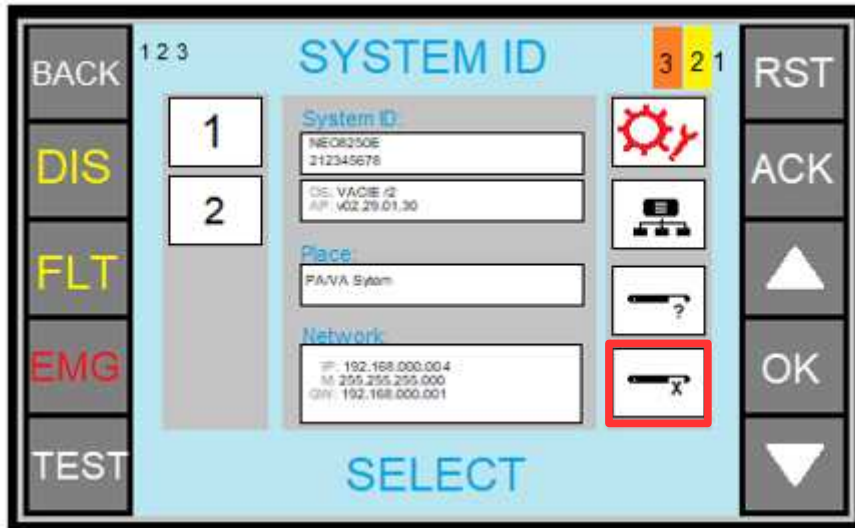 BACK
DIS
FLT
EMG
TEST
1 2 3
SYSTEM ID
3 2 1
1
2
System ID:
NEO8250E
212345678
OS: VACIE r2
AP: v02.29.01.30
Place:
PA/VA Sytem
Network:
IP: 192.168.000.004
M: 255.255.255.000
GW: 192.168.000.001
?
X
SELECT
RST
ACK
OK